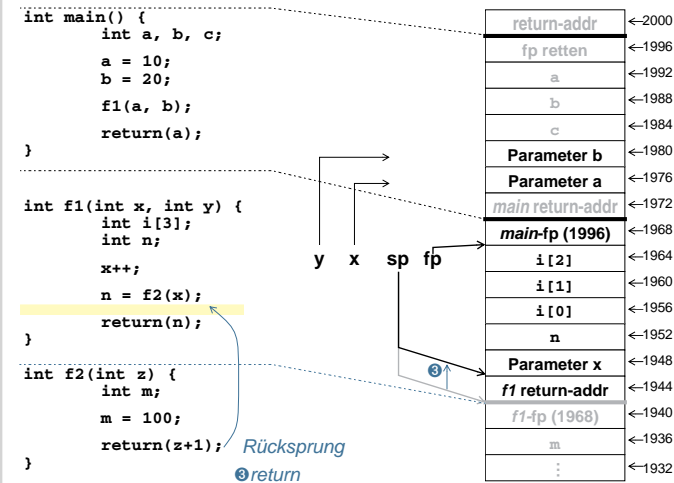 int main() {
int a, b, c;
a = 10;
b = 20;
f1(a, b);
return(a);
}
int f1(int x, int y) {
int i[3];
int n;
x++;
n = f2(x);
return(n);
}
int f2(int z) {
int m;
m = 100;
return(z+1);
}
Rücksprung
❸return
y x sp fp
❸
return-addr 2000
fp retten 1996
a 1992
b 1988
c 1984
Parameter b 1980
Parameter a 1976
main return-addr 1972
main-fp (1996) 1968
i[2] 1964
i[1] 1960
i[0] 1956
n 1952
Parameter x 1948
f1 return-addr 1944
f1-fp (1968) 1940
m 1936
⋮ 1932